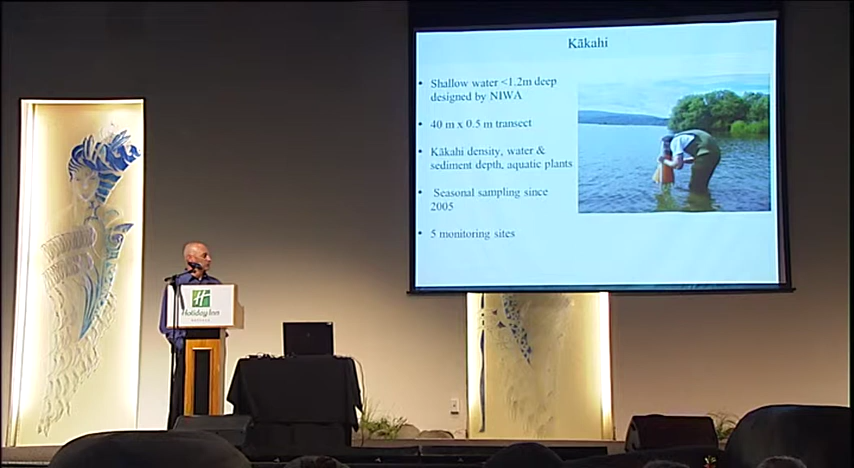 Kākahi
• Shallow water <1.2m deep
designed by NIWA
• 40 m x 0.5 m transect
• Kākahi density, water &
sediment depth, aquatic plants
• Seasonal sampling since
2005
• 5 monitoring sites
Holiday Inn